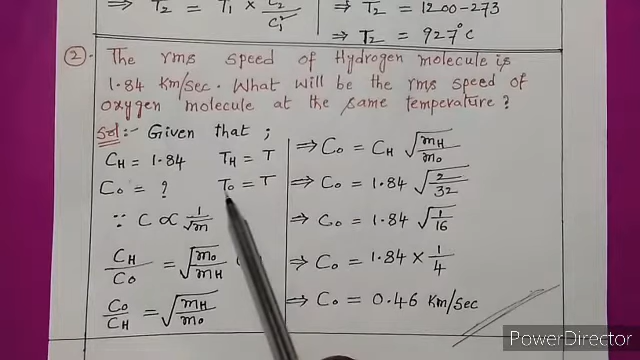 ⇒ T₂ = T₁ × C₂²/C₁²
⇒ T₂ = 1200-273
⇒ T₂ = 927°C
② The rms speed of Hydrogen molecule is
1.84 Km/sec. What will be the rms speed of
oxygen molecule at the same temperature?
Sol:- Given that ;
C_H = 1.84 T_H = T
C_O = ? T_O = T
∵ C ∝ 1/√m
C_H/C_O = √(m_O/m_H)
C_O/C_H = √(m_H/m_O)
⇒ C_O = C_H √(m_H/m_O)
⇒ C_O = 1.84 √(2/32)
⇒ C_O = 1.84 √(1/16)
⇒ C_O = 1.84 × 1/4
⇒ C_O = 0.46 Km/sec
PowerDirector